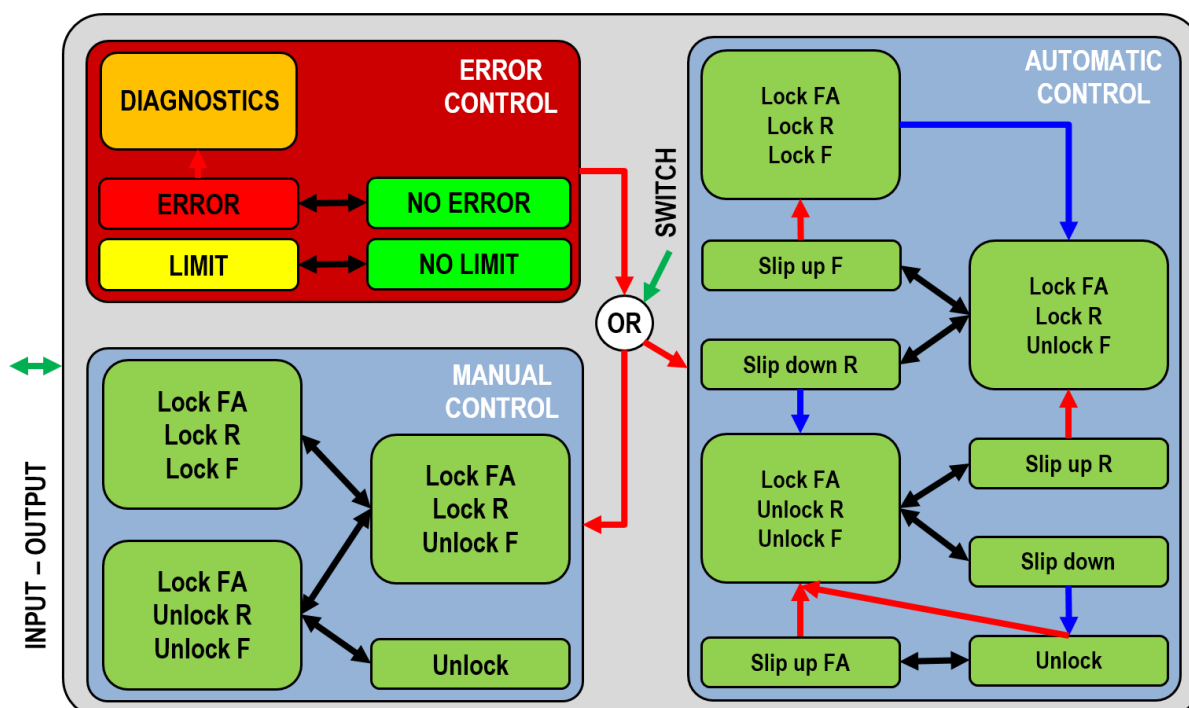 ERROR
CONTROL
DIAGNOSTICS
ERROR
NO ERROR
LIMIT
NO LIMIT
SWITCH
OR
INPUT – OUTPUT
MANUAL
CONTROL
Lock FA
Lock R
Lock F
Lock FA
Lock R
Unlock F
Lock FA
Unlock R
Unlock F
Unlock
AUTOMATIC
CONTROL
Lock FA
Lock R
Lock F
Slip up F
Lock FA
Lock R
Unlock F
Slip down R
Lock FA
Unlock R
Unlock F
Slip up R
Slip down
Slip up FA
Unlock